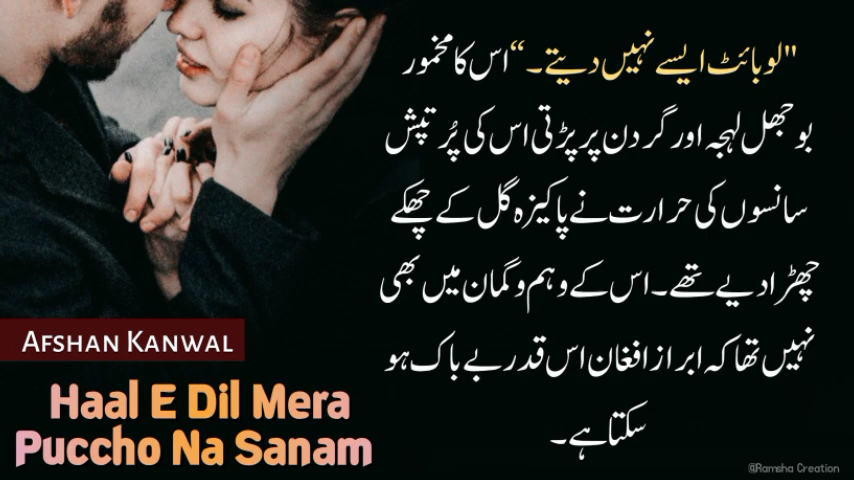 "لو بائٹ ایسے نہیں دیتے۔“ اس کا مخمور
بوجھل لہجہ اور گردن پر پڑتی اس کی پُر تپش
سانسوں کی حرارت نے پاکیزہ گل کے چھکے
چھڑا دیے تھے۔ اس کے وہم و گمان میں بھی
نہیں تھا کہ ابراز افغان اس قدر بے باک ہو
سکتا ہے۔
AFSHAN KANWAL
Haal E Dil Mera
Puccho Na Sanam
@Ramsha Creation